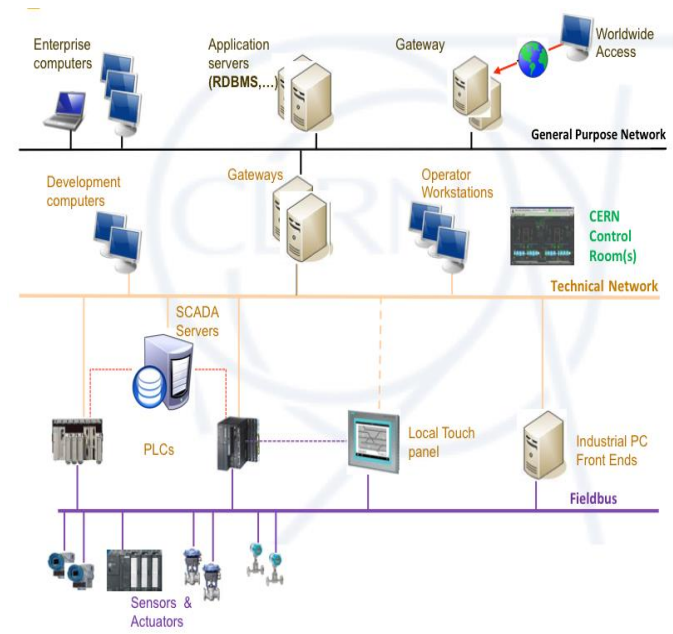 Enterprise
computers
Application
servers
(RDBMS,...)
Gateway
Worldwide
Access
General Purpose Network
Development
computers
Gateways
Operator
Workstations
CERN
Control
Room(s)
CERN
Technical Network
SCADA
Servers
PLCs
Local Touch
panel
Industrial PC
Front Ends
Fieldbus
Sensors &
Actuators